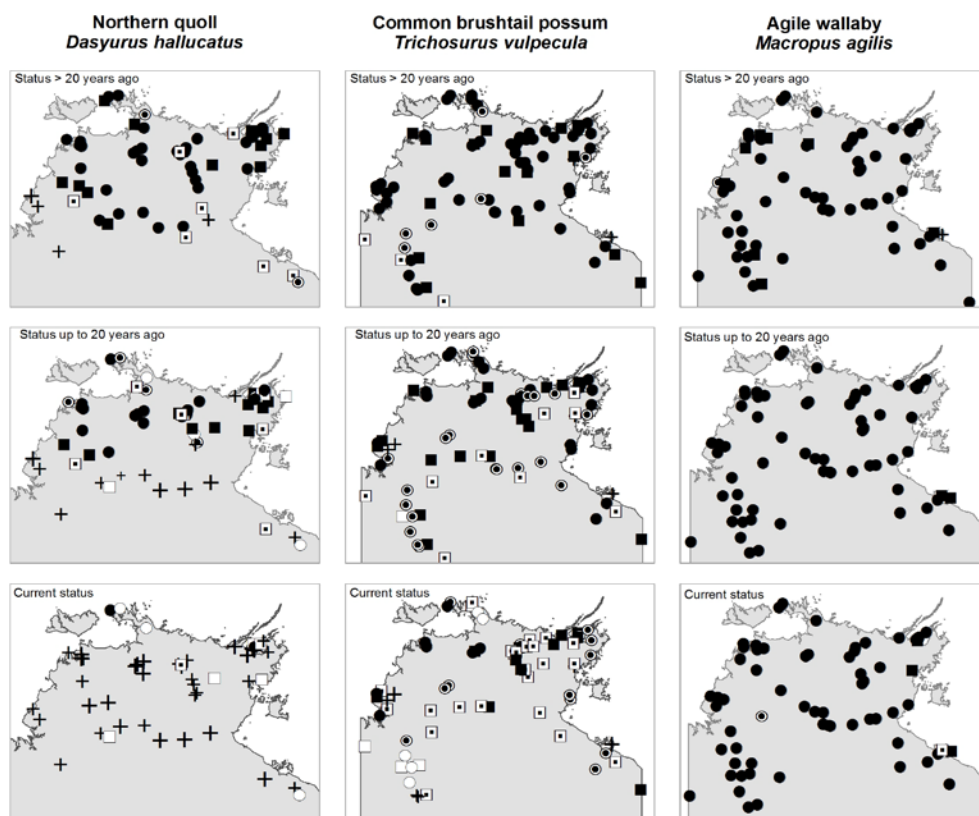 Northern quoll
Dasyurus hallucatus
Common brushtail possum
Trichosurus vulpecula
Agile wallaby
Macropus agilis
Status > 20 years ago
Status > 20 years ago
Status > 20 years ago
Status up to 20 years ago
Status up to 20 years ago
Status up to 20 years ago
Current status
Current status
Current status